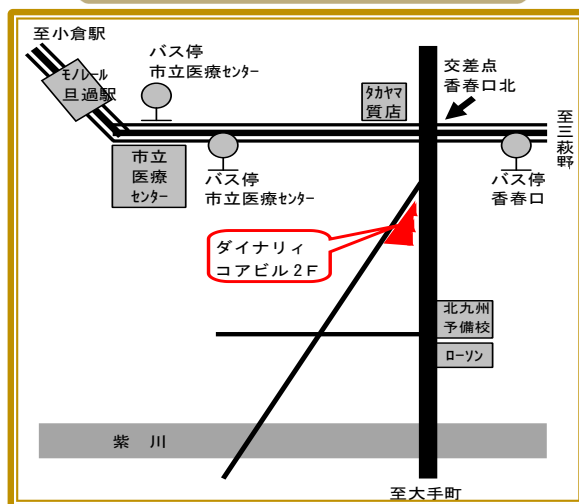 至小倉駅
バス停
市立医療センター
モノレール
旦過駅
タカヤマ
質店
交差点
香春口北
至三萩野
市立
医療
センター
バス停
市立医療センター
バス停
香春口
ダイナリィ
コアビル2F
北九州
予備校
ローソン
紫 川
至大手町